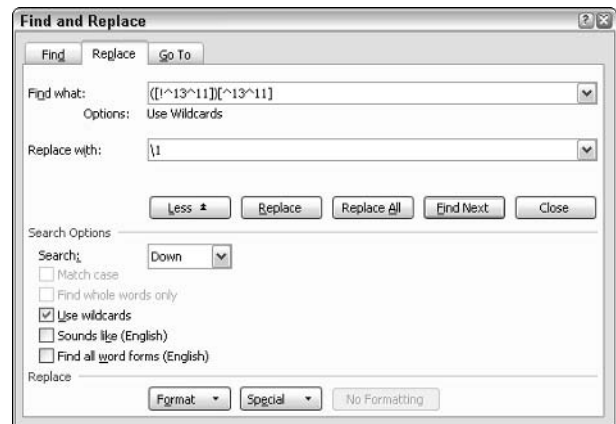 Find and Replace
Find Replace Go To
Find what: ([!^13^11])[^13^11]
Options: Use Wildcards
Replace with: \1
Less Replace Replace All Find Next Close
Search Options
Search: Down
Match case
Find whole words only
Use wildcards
Sounds like (English)
Find all word forms (English)
Replace
Format Special No Formatting